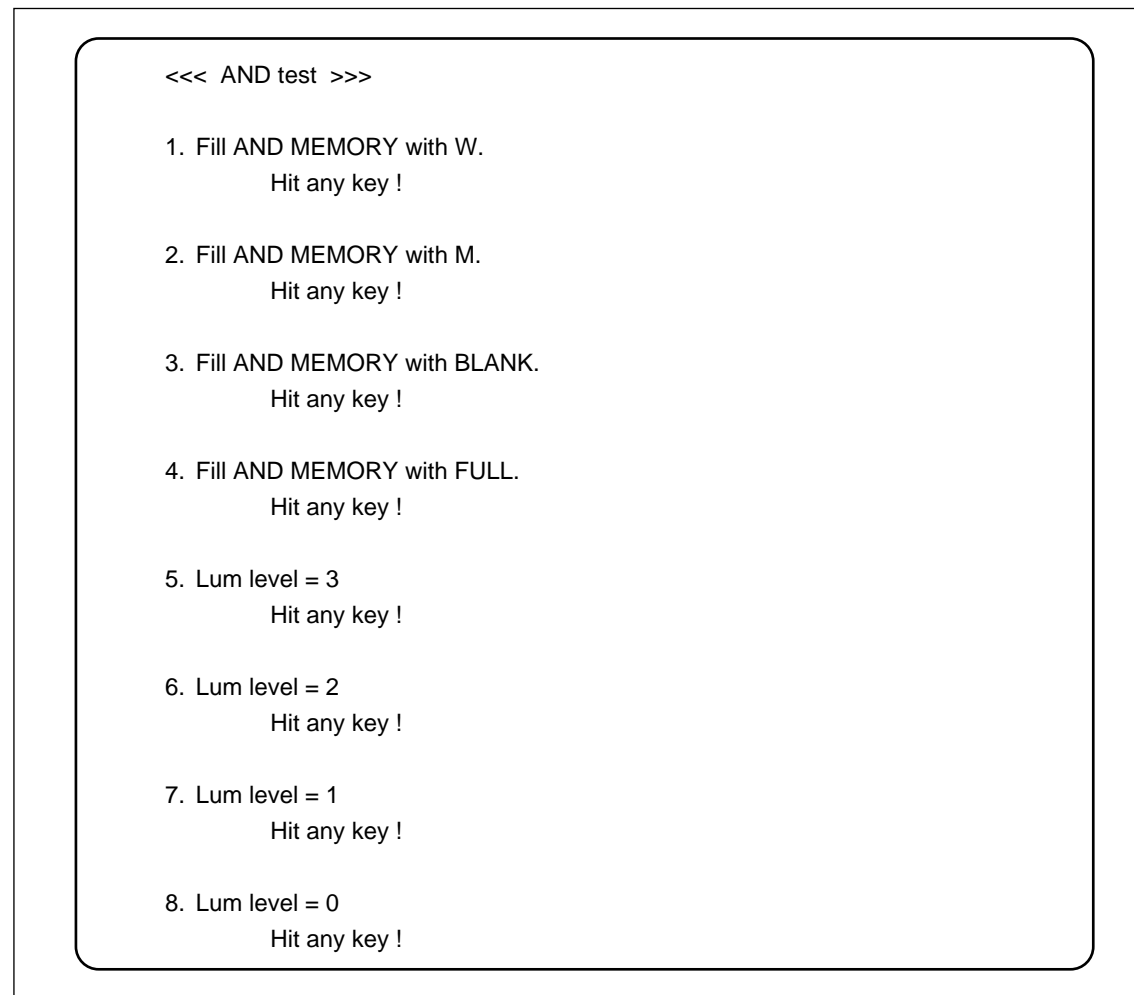 <<< AND test >>>
1. Fill AND MEMORY with W.
Hit any key !
2. Fill AND MEMORY with M.
Hit any key !
3. Fill AND MEMORY with BLANK.
Hit any key !
4. Fill AND MEMORY with FULL.
Hit any key !
5. Lum level = 3
Hit any key !
6. Lum level = 2
Hit any key !
7. Lum level = 1
Hit any key !
8. Lum level = 0
Hit any key !